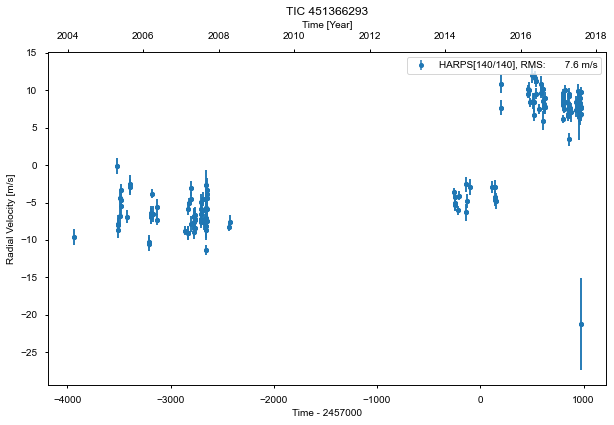 TIC 451366293
Time [Year]
2004 2006 2008 2010 2012 2014 2016 2018
HARPS[140/140], RMS: 7.6 m/s
15
10
5
0
−5
−10
−15
−20
−25
Radial Velocity [m/s]
−4000 −3000 −2000 −1000 0 1000
Time - 2457000